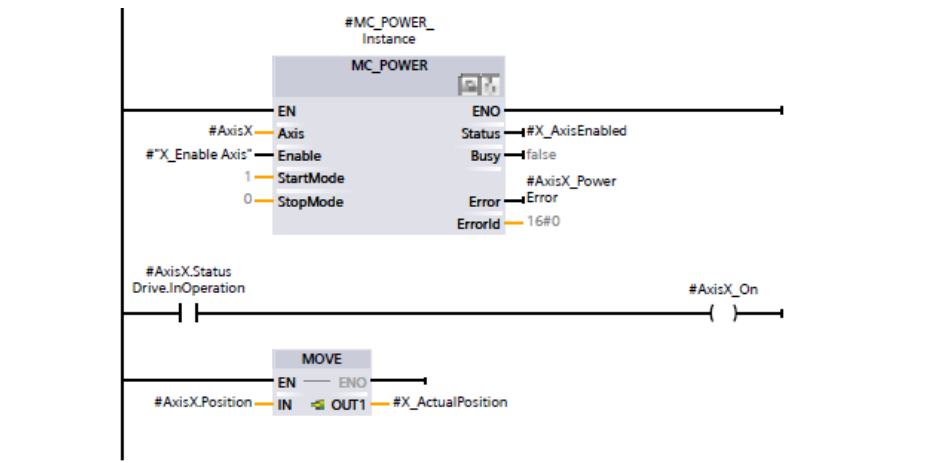 #MC_POWER_
Instance
MC_POWER
EN ENO
#AxisX Axis Status #X_AxisEnabled
#"X_Enable Axis" Enable Busy false
1 StartMode
#AxisX_Power
0 StopMode Error Error
ErrorId 16#0
#AxisX.Status
Drive.InOperation
#AxisX_On
MOVE
EN ENO
#AxisX.Position IN OUT1 #X_ActualPosition